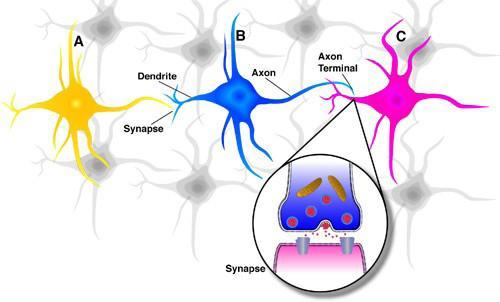 A
B
C
Dendrite
Axon
Axon
Terminal
Synapse
Synapse